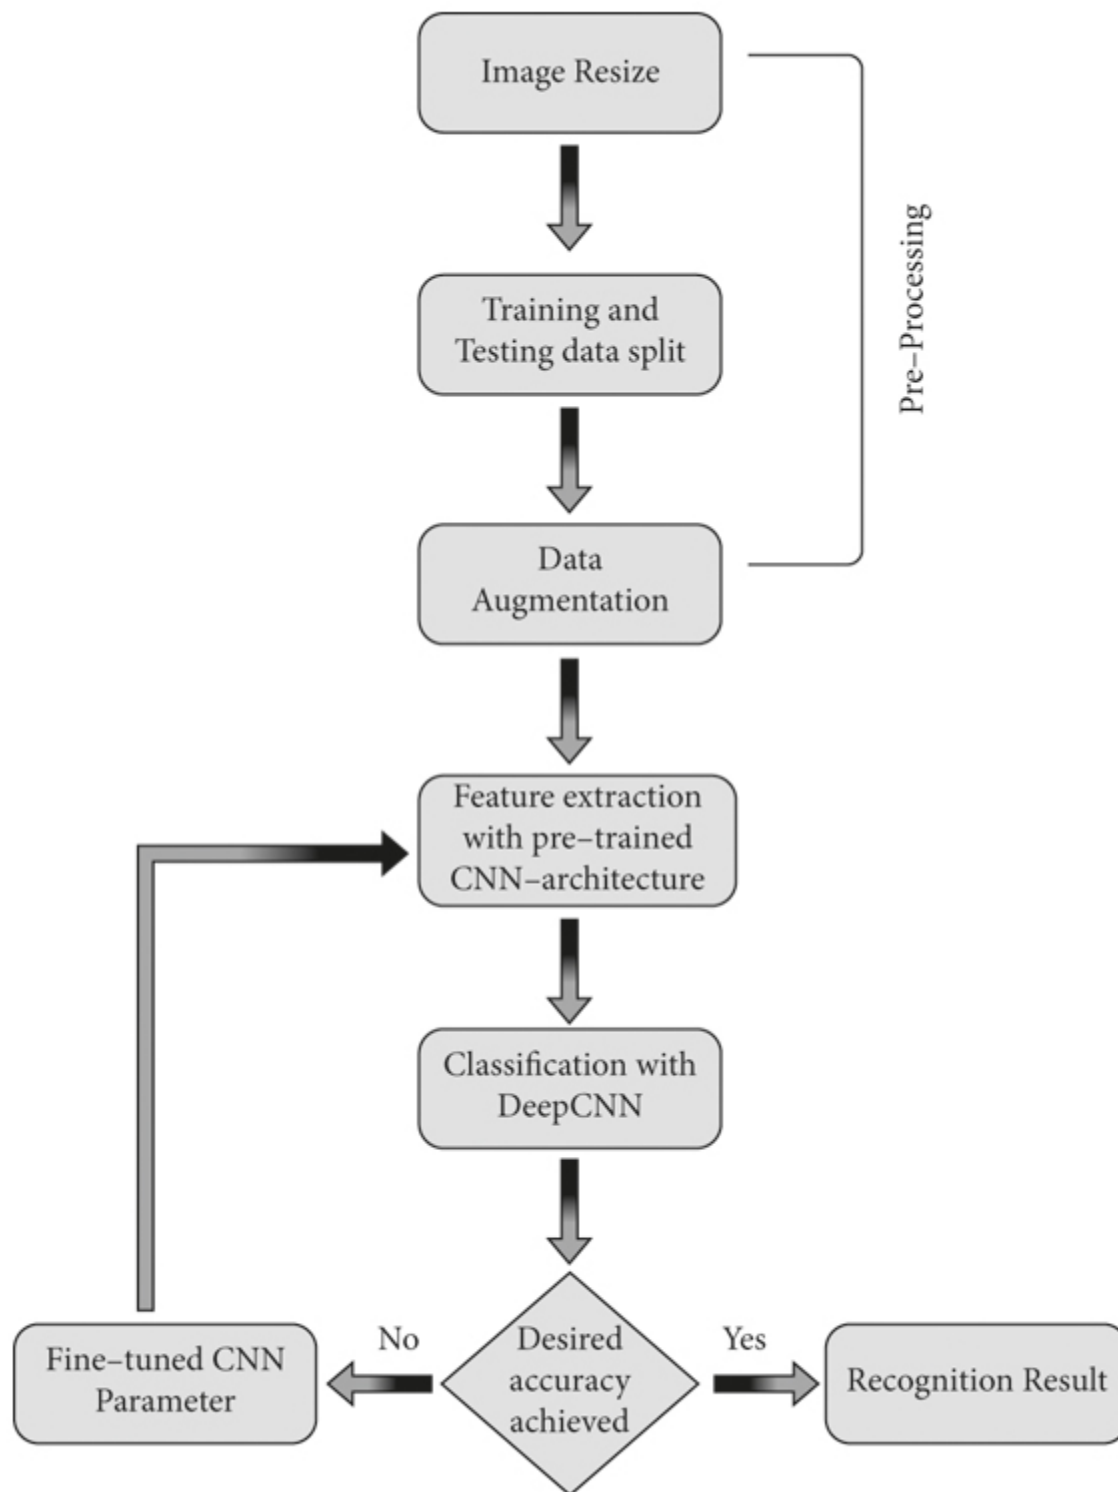 Image Resize
Pre–Processing
Training and
Testing data split
Data
Augmentation
Feature extraction
with pre–trained
CNN–architecture
Classification with
DeepCNN
Desired
accuracy
achieved
No
Yes
Fine–tuned CNN
Parameter
Recognition Result